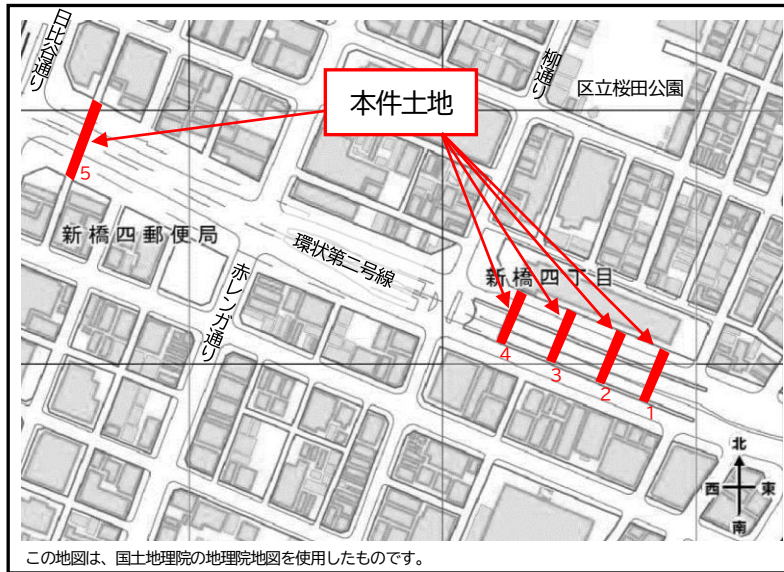 日比谷通り
柳通り
区立桜田公園
本件土地
5
新橋四郵便局
環状第二号線
赤レンガ通り
新橋四丁目
4
3
2
1
北
西
東
南
この地図は、国土地理院の地理院地図を使用したものです。